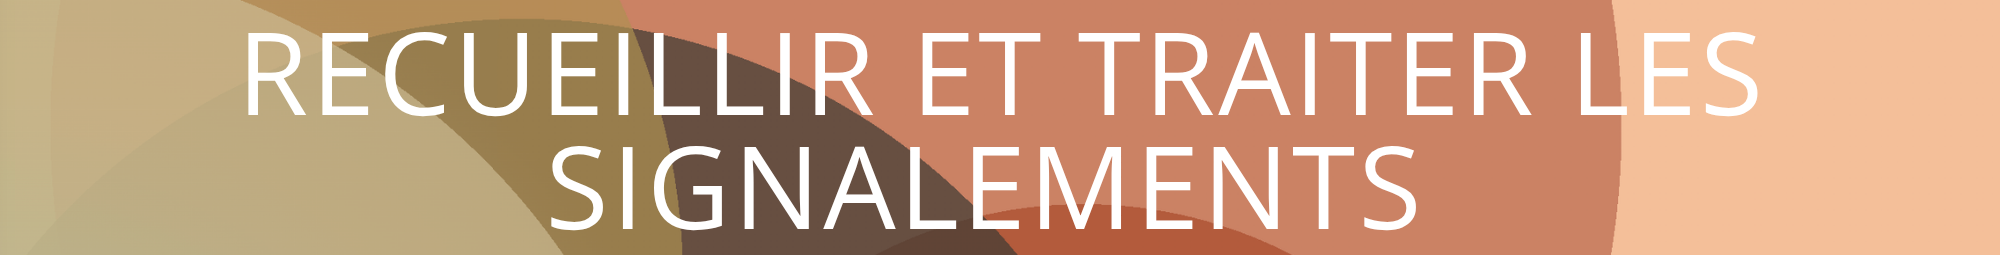 RECUEILLIR ET TRAITER LES
SIGNALEMENTS